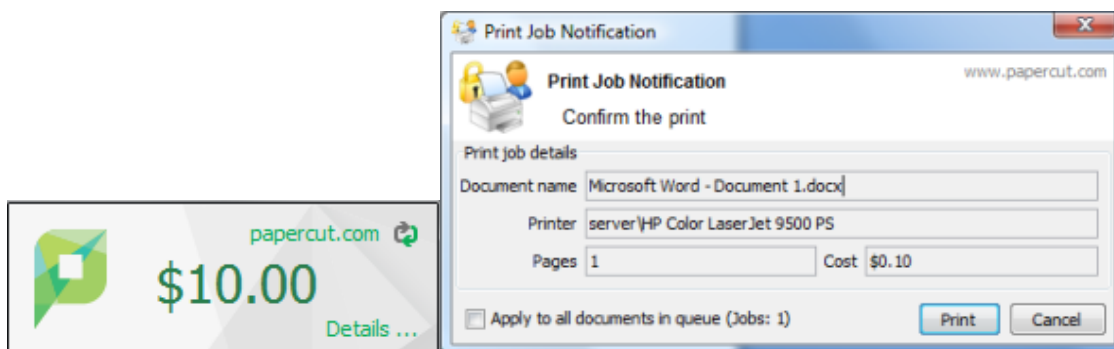 papercut.com
$10.00
Details ...
Print Job Notification
www.papercut.com
Print Job Notification
Confirm the print
Print job details
Document name Microsoft Word - Document 1.docx
Printer server\HP Color LaserJet 9500 PS
Pages 1 Cost $0.10
Apply to all documents in queue (Jobs: 1) Print Cancel